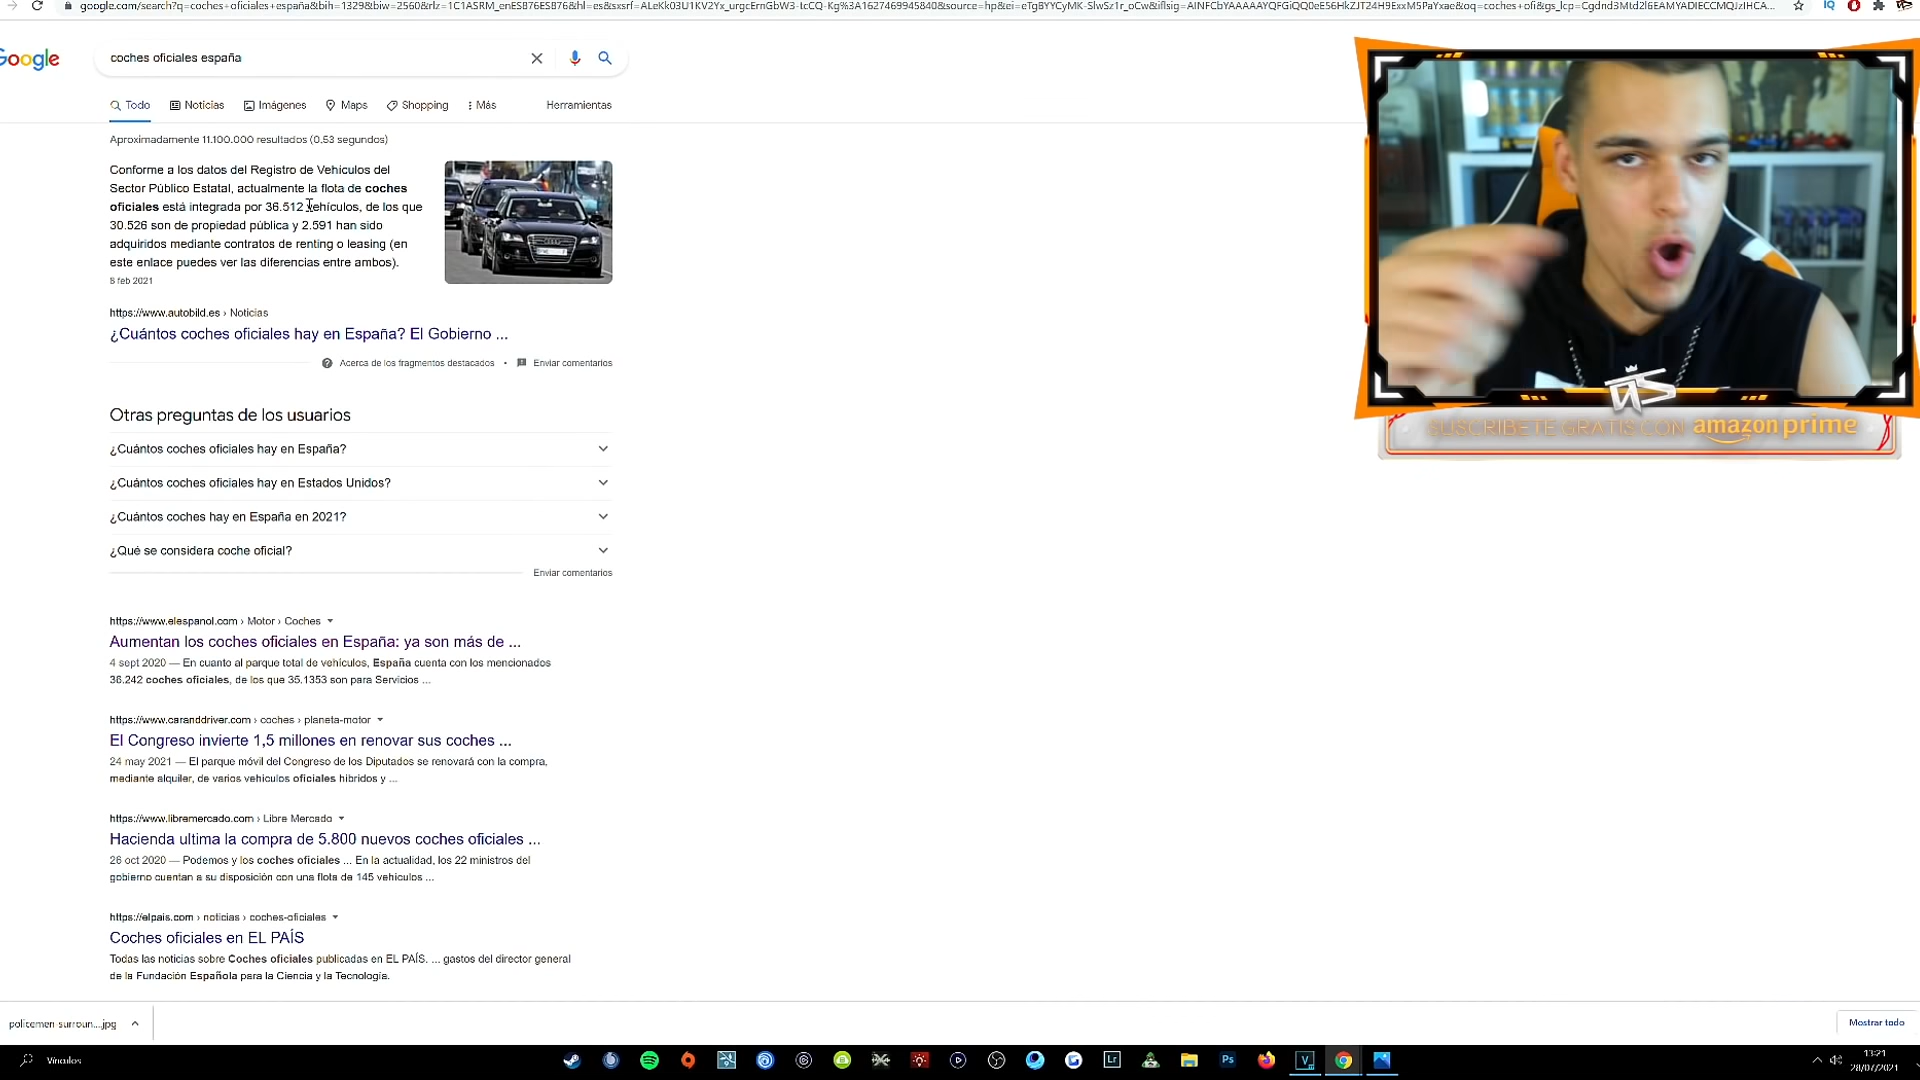 Google
coches oficiales españa
Todo Noticias Imágenes Maps Shopping Más Herramientas
Aproximadamente 11.100.000 resultados (0,53 segundos)
Conforme a los datos del Registro de Vehículos del
Sector Público Estatal, actualmente la flota de coches
oficiales está integrada por 36.512 vehículos, de los que
30.526 son de propiedad pública y 2.591 han sido
adquiridos mediante contratos de renting o leasing (en
este enlace puedes ver las diferencias entre ambos).
8 feb 2021
https://www.autobild.es › Noticias
¿Cuántos coches oficiales hay en España? El Gobierno ...
Acerca de los fragmentos destacados • Enviar comentarios
Otras preguntas de los usuarios
¿Cuántos coches oficiales hay en España?
¿Cuántos coches oficiales hay en Estados Unidos?
¿Cuántos coches hay en España en 2021?
¿Qué se considera coche oficial?
Enviar comentarios
https://www.elespanol.com › Motor › Coches
Aumentan los coches oficiales en España: ya son más de ...
4 sept 2020 — En cuanto al parque total de vehículos, España cuenta con los mencionados
36.242 coches oficiales, de los que 35.1353 son para Servicios ...
https://www.caranddriver.com › coches › planeta-motor
El Congreso invierte 1,5 millones en renovar sus coches ...
24 may 2021 — El parque móvil del Congreso de los Diputados se renovará con la compra,
mediante alquiler, de varios vehículos oficiales híbridos y ...
https://www.libremercado.com › Libre Mercado
Hacienda ultima la compra de 5.800 nuevos coches oficiales ...
26 oct 2020 — Podemos y los coches oficiales ... En la actualidad, los 22 ministros del
gobierno cuentan a su disposición con una flota de 145 vehículos ...
https://elpais.com › noticias › coches-oficiales
Coches oficiales en EL PAÍS
Todas las noticias sobre Coches oficiales publicadas en EL PAÍS. ... gastos del director general
de la Fundación Española para la Ciencia y la Tecnología.
SUSCRIBETE GRATIS CON amazon prime
policemen-surroun....jpg
Mostrar todo
Vínculos
Lr Ps
13:21
28/07/2021